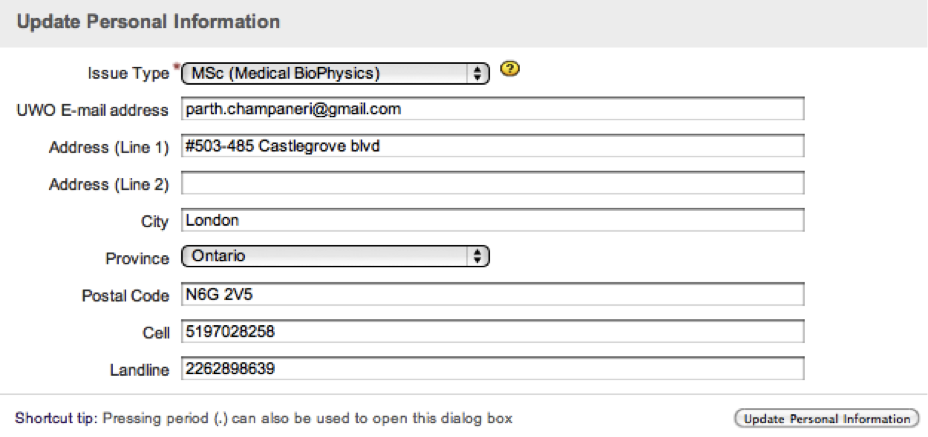 Update Personal Information
Issue Type * MSc (Medical BioPhysics) ?
UWO E-mail address parth.champaneri@gmail.com
Address (Line 1) #503-485 Castlegrove blvd
Address (Line 2)
City London
Province Ontario
Postal Code N6G 2V5
Cell 5197028258
Landline 2262898639
Shortcut tip: Pressing period (.) can also be used to open this dialog box Update Personal Information